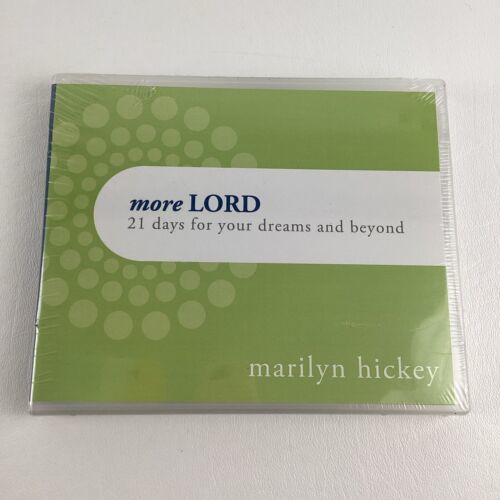 more LORD
21 days for your dreams and beyond
marilyn hickey